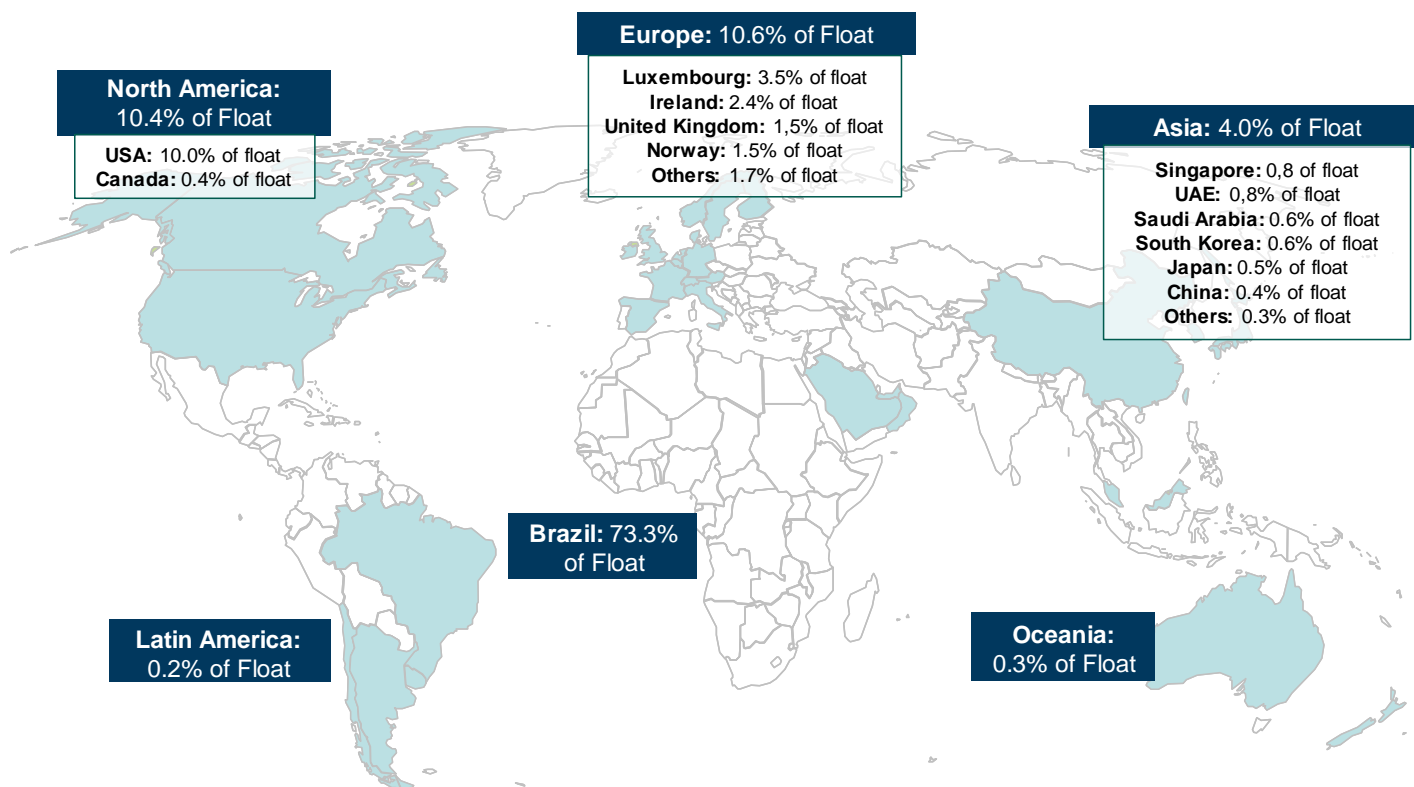 North America:
10.4% of Float
USA: 10.0% of float
Canada: 0.4% of float
Europe: 10.6% of Float
Luxembourg: 3.5% of float
Ireland: 2.4% of float
United Kingdom: 1,5% of float
Norway: 1.5% of float
Others: 1.7% of float
Asia: 4.0% of Float
Singapore: 0,8 of float
UAE: 0,8% of float
Saudi Arabia: 0.6% of float
South Korea: 0.6% of float
Japan: 0.5% of float
China: 0.4% of float
Others: 0.3% of float
Brazil: 73.3%
of Float
Latin America:
0.2% of Float
Oceania:
0.3% of Float